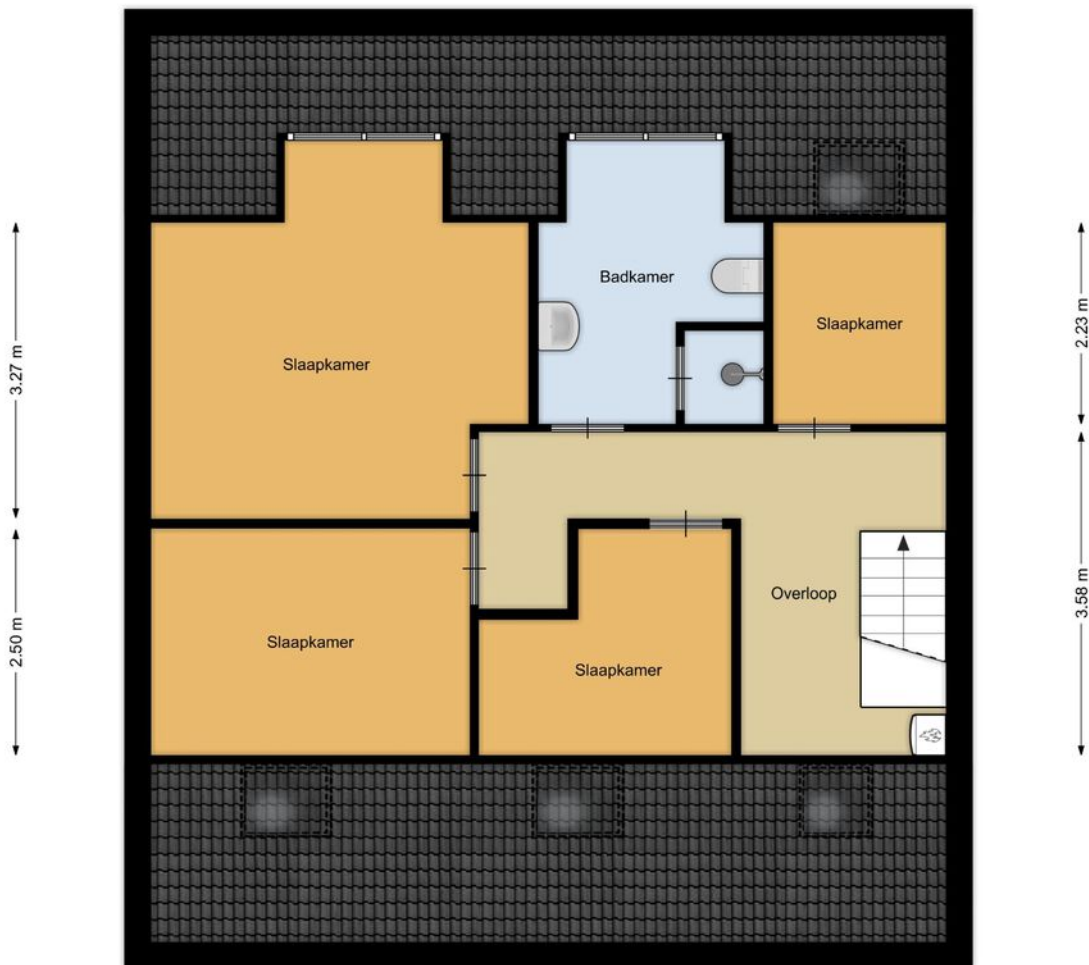 Badkamer
Slaapkamer
Slaapkamer
Overloop
Slaapkamer
Slaapkamer
3.27 m
2.50 m
2.23 m
3.58 m